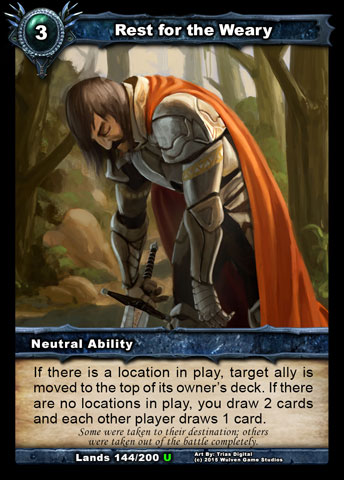 3
Rest for the Weary
Neutral Ability
If there is a location in play, target ally is
moved to the top of its owner's deck. If there
are no locations in play, you draw 2 cards
and each other player draws 1 card.
Some were taken to their destination; others
were taken out of the battle completely.
Lands 144/200 U
Art By: Trias Digital
(c) 2015 Wulven Game Studios